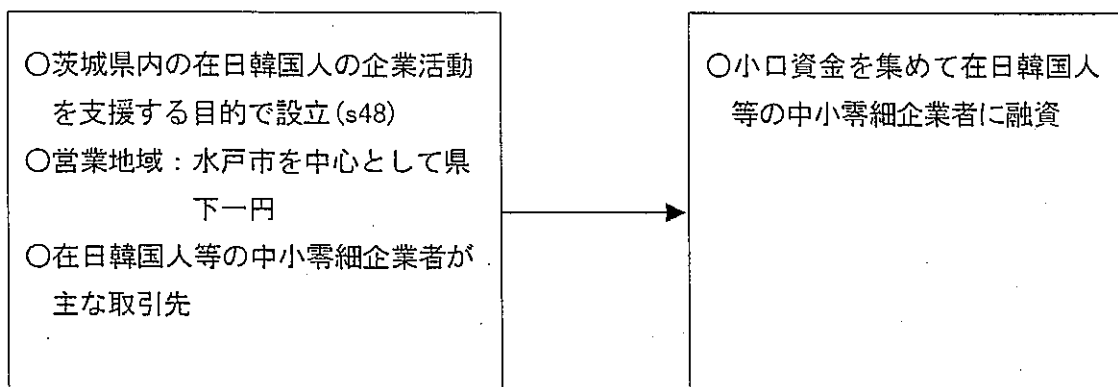 ○茨城県内の在日韓国人の企業活動
を支援する目的で設立(s48)
○営業地域：水戸市を中心として県
下一円
○在日韓国人等の中小零細企業者が
主な取引先
○小口資金を集めて在日韓国人
等の中小零細企業者に融資